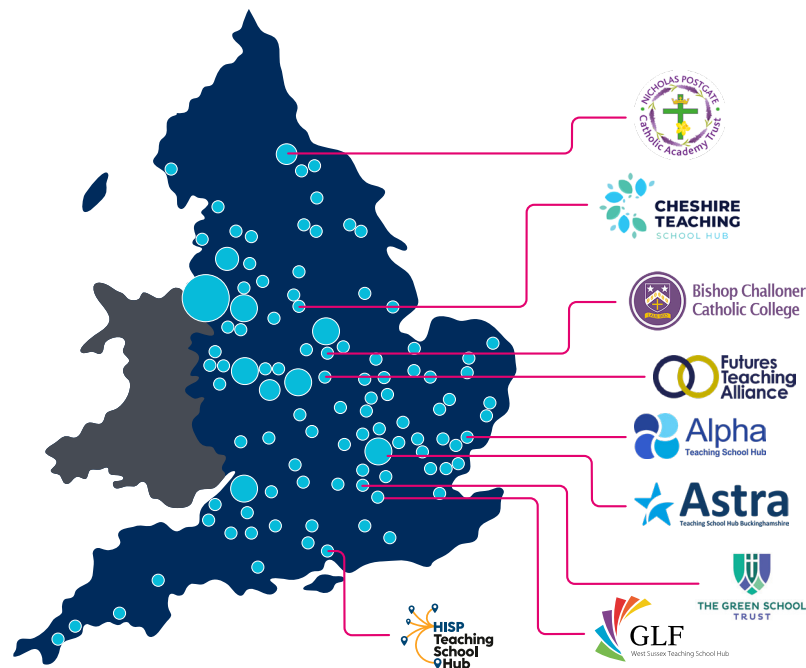 NICHOLAS POSTGATE
Catholic Academy Trust
CHESHIRE
TEACHING
SCHOOL HUB
Bishop Challoner
Catholic College
Futures
Teaching
Alliance
Alpha
Teaching School Hub
Astra
Teaching School Hub Buckinghamshire
THE GREEN SCHOOL
TRUST
HISP
Teaching
School
Hub
GLF
West Sussex Teaching School Hub